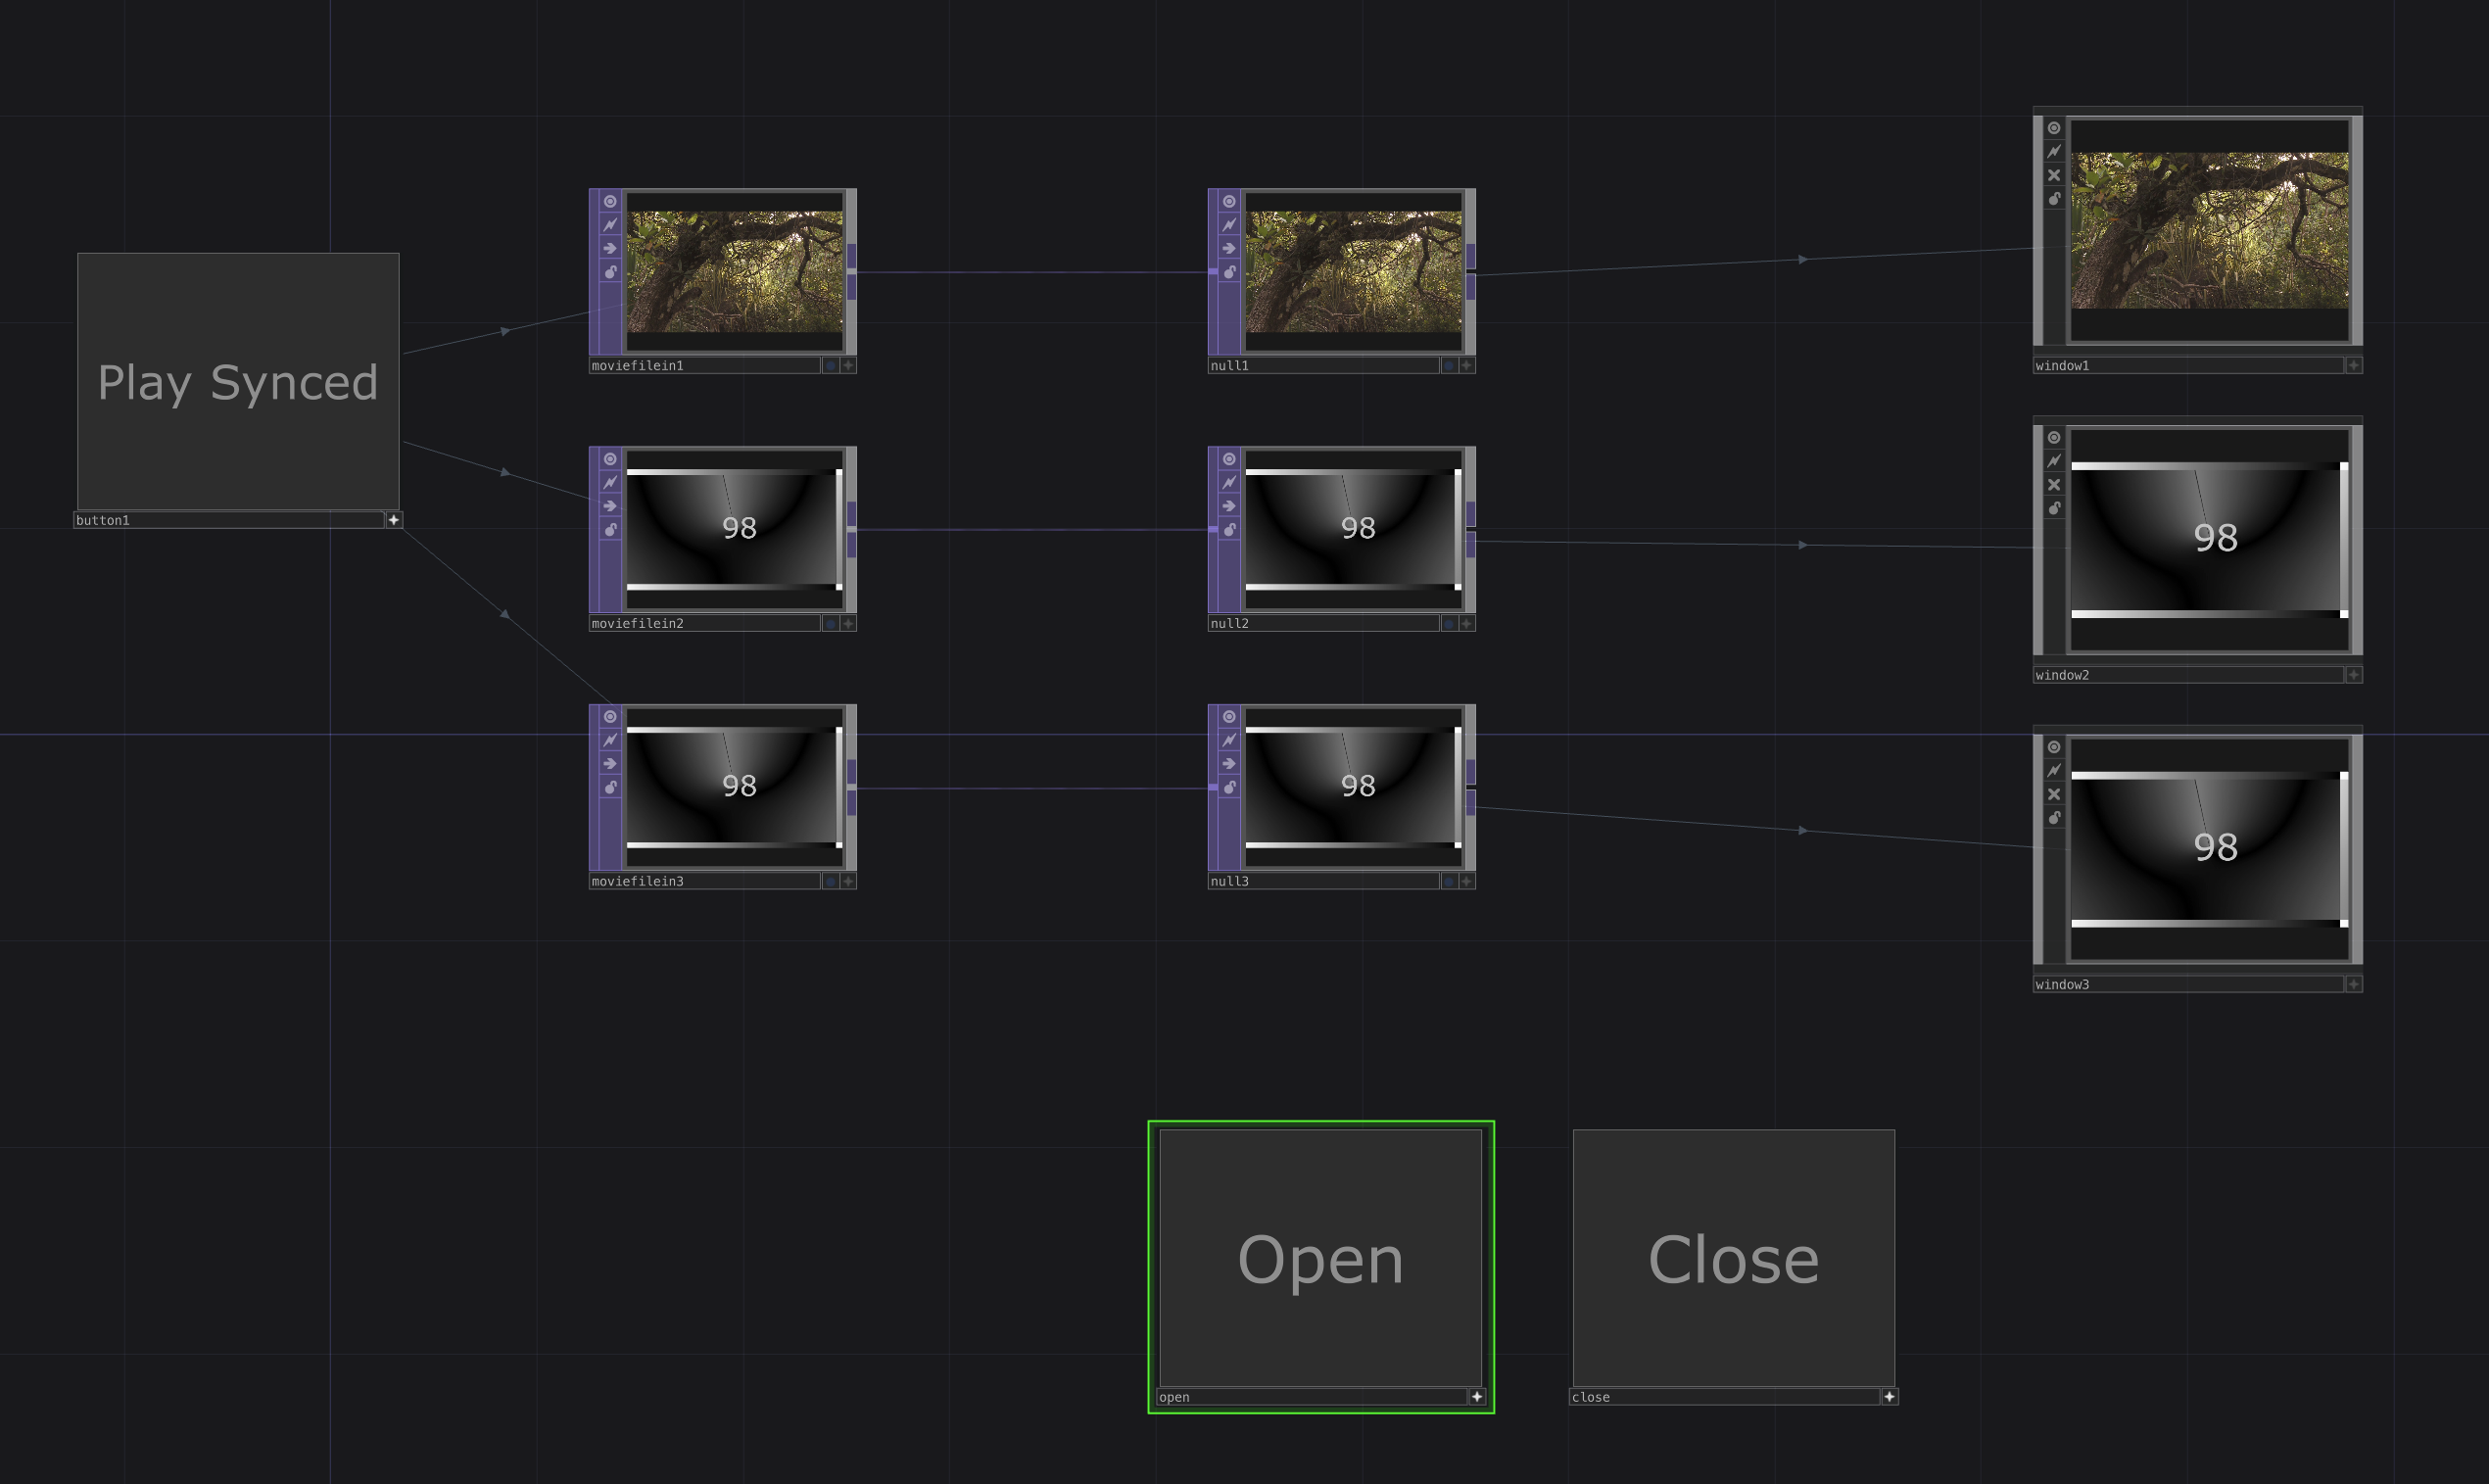 Play Synced
button1
moviefilein1
null1
window1
98
98
98
moviefilein2
null2
window2
98
98
98
moviefilein3
null3
window3
Open
Close
open
close